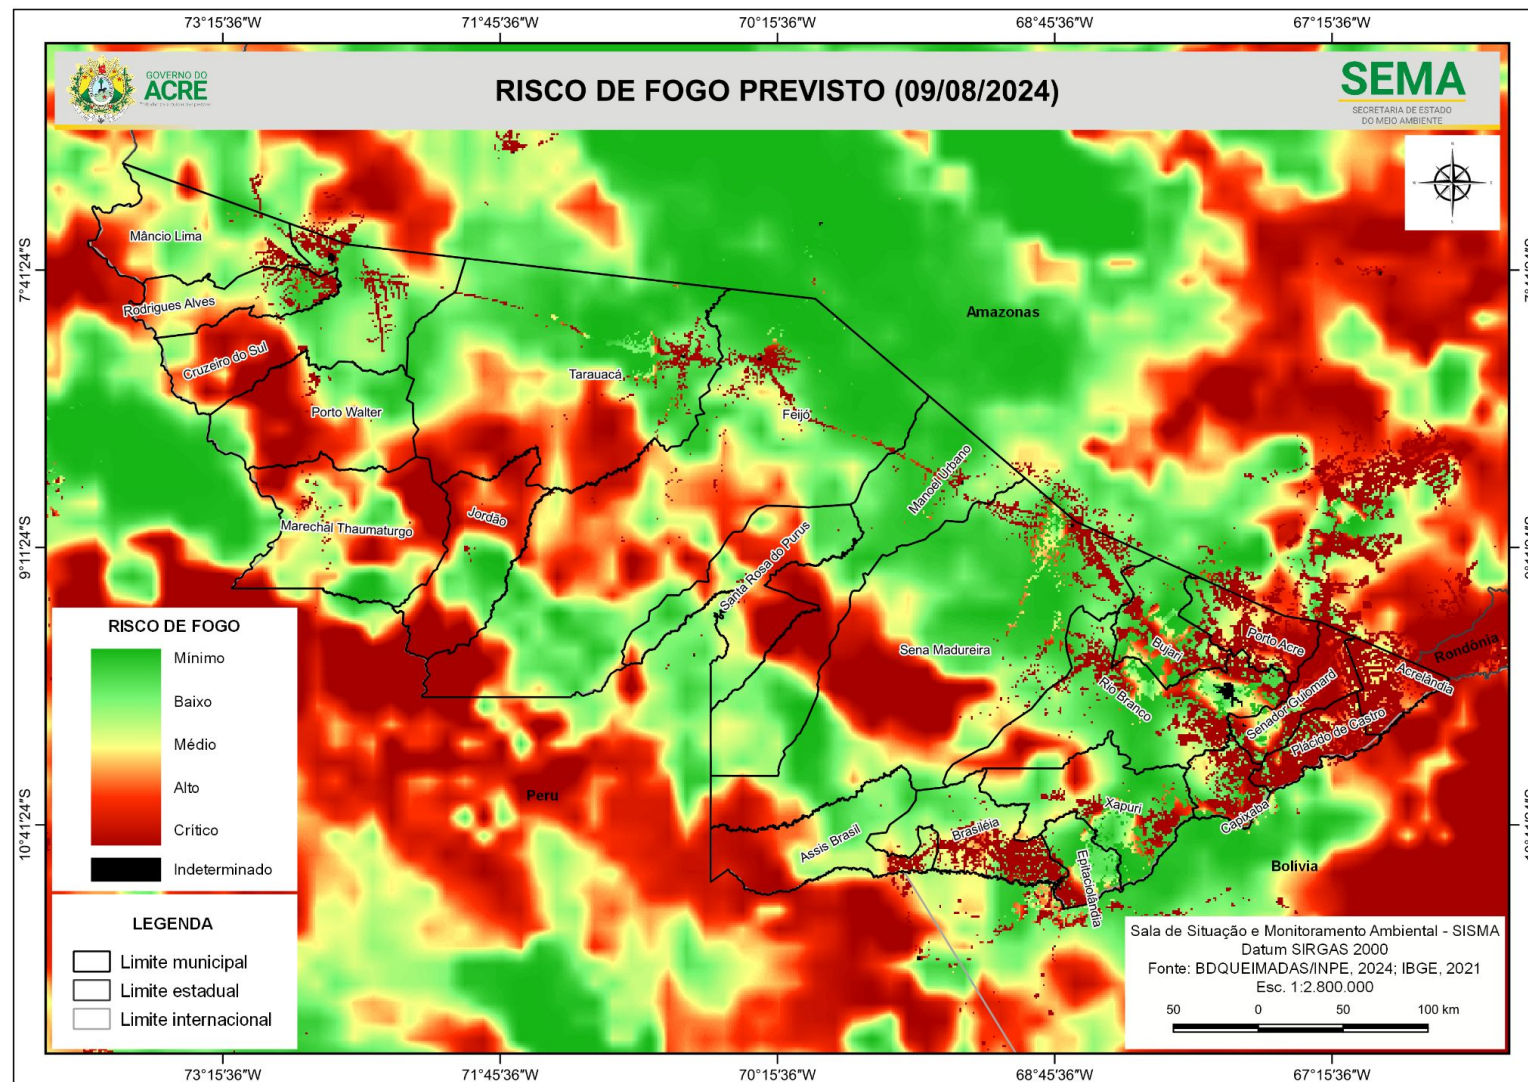 73°15'36"W
71°45'36"W
70°15'36"W
68°45'36"W
67°15'36"W
GOVERNO DO
ACRE
RISCO DE FOGO PREVISTO (09/08/2024)
SEMA
SECRETARIA DE ESTADO
DO MEIO AMBIENTE
N
Mâncio Lima
7°41'24"S
Rodrigues Alves
Amazonas
Cruzeiro do Sul
Tarauacá
Porto Walter
Feijó
Manoel Urbano
Jordão
Marechal Thaumaturgo
9°11'24"S
Santa Rosa do Purus
Sena Madureira
Bujari
Porto Acre
Rondônia
Acrelândia
Rio Branco
Senador Guiomard
Plácido de Castro
Peru
Xapuri
Capixaba
10°41'24"S
Assis Brasil
Brasiléia
Epitaciolândia
Bolívia
RISCO DE FOGO
Mínimo
Baixo
Médio
Alto
Crítico
Indeterminado
LEGENDA
Limite municipal
Limite estadual
Limite internacional
Sala de Situação e Monitoramento Ambiental - SISMA
Datum SIRGAS 2000
Fonte: BDQUEIMADAS/INPE, 2024; IBGE, 2021
Esc. 1:2.800.000
50 0 50 100 km
73°15'36"W
71°45'36"W
70°15'36"W
68°45'36"W
67°15'36"W